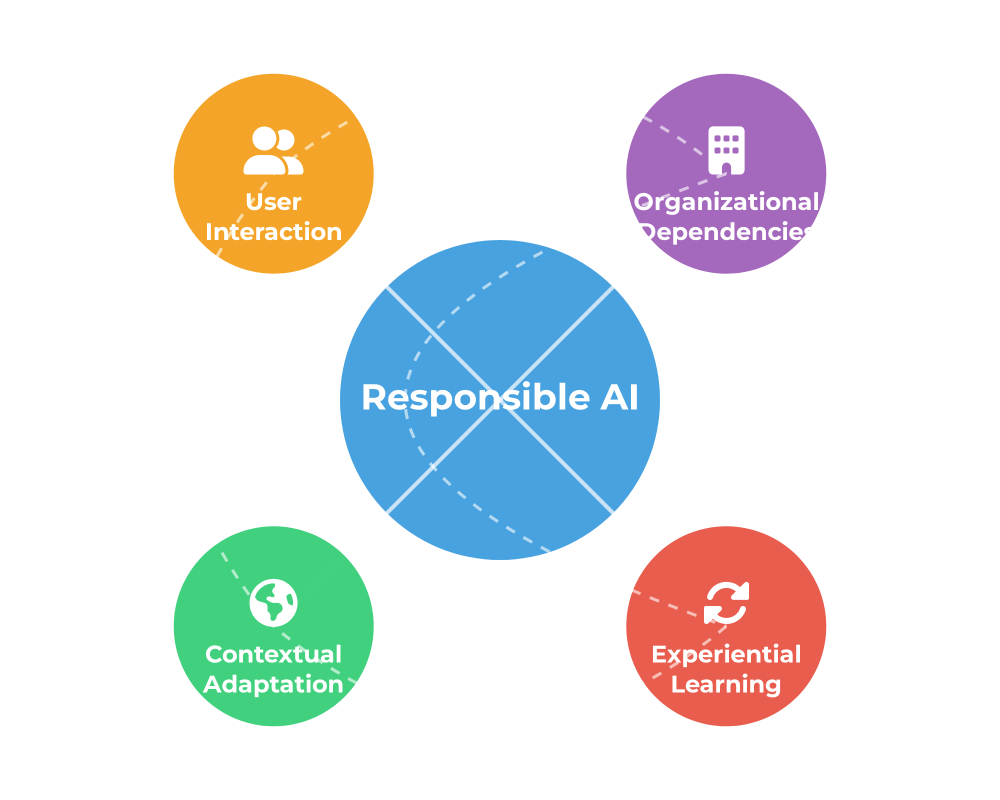 User
Interaction
Organizational
Dependencies
Responsible AI
Contextual
Adaptation
Experiential
Learning